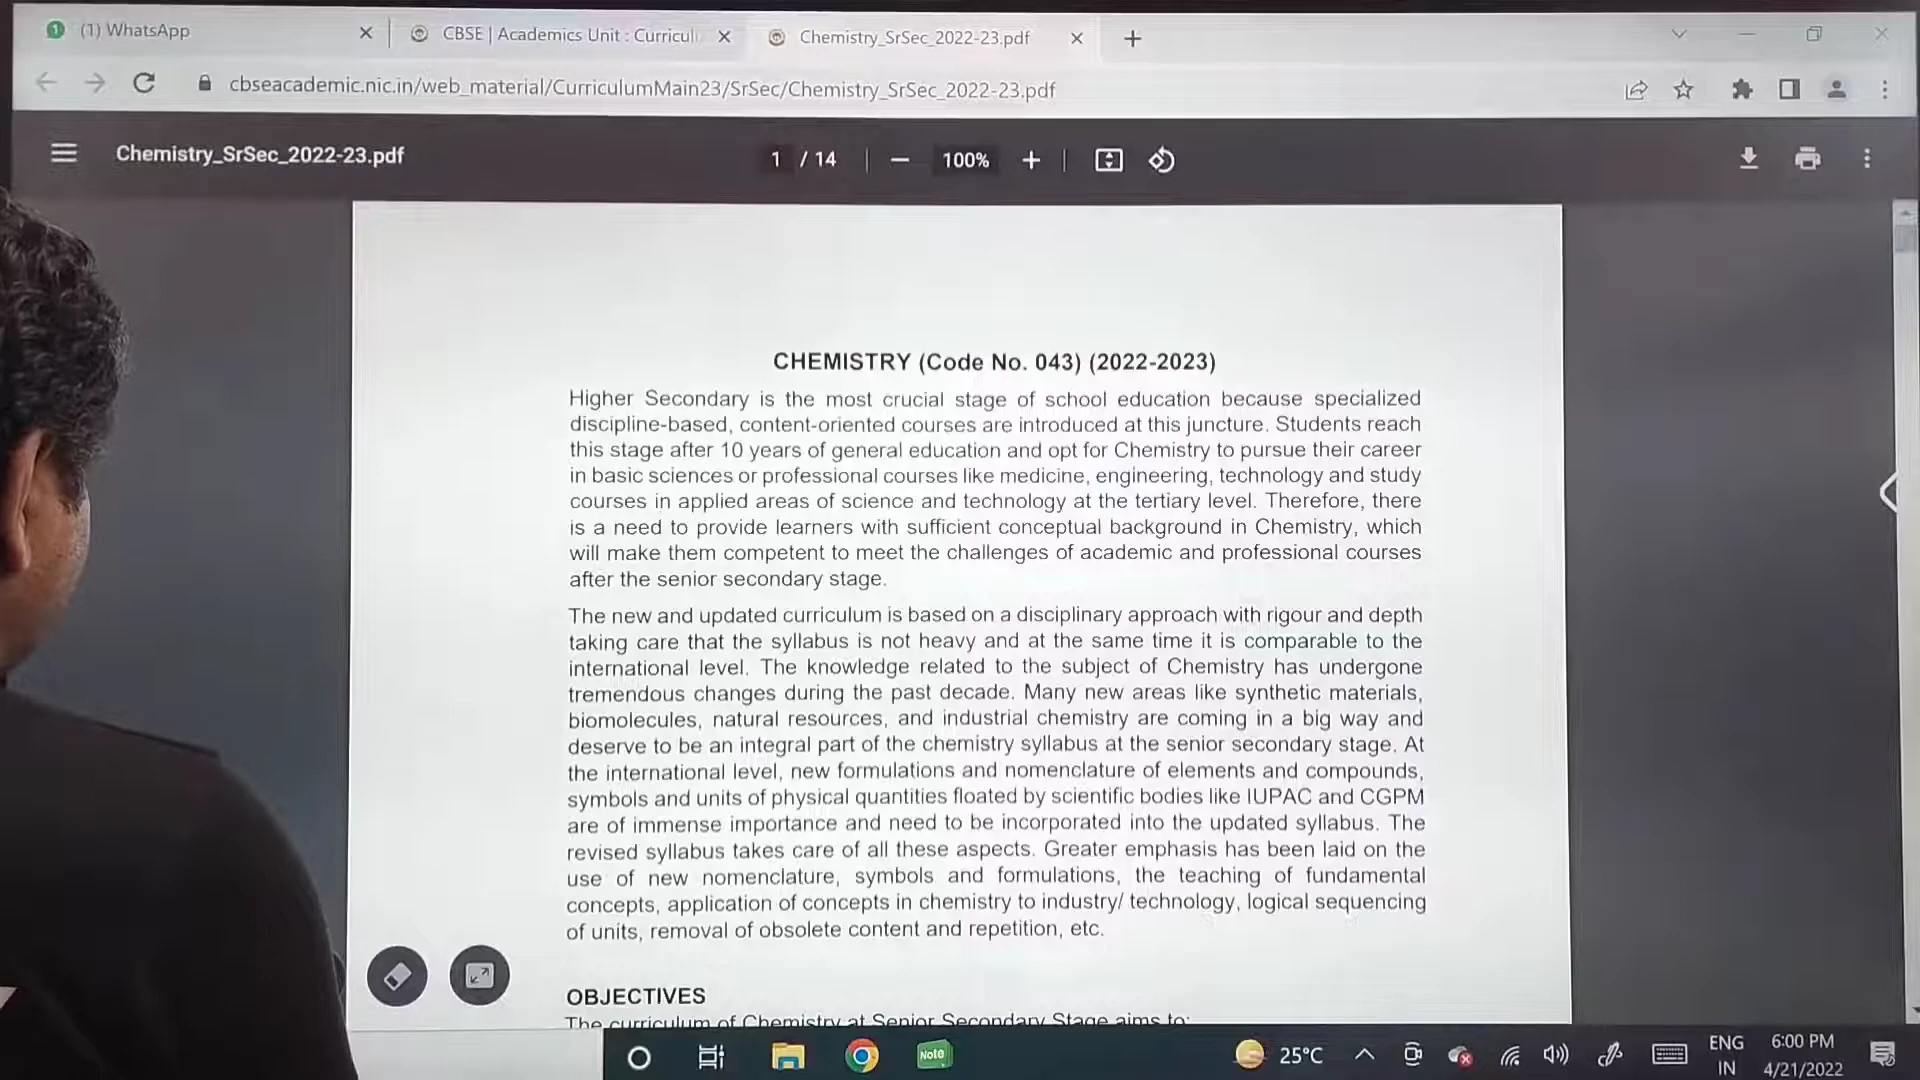 (1) WhatsApp
CBSE | Academics Unit : Curricul
Chemistry_SrSec_2022-23.pdf
cbseacademic.nic.in/web_material/CurriculumMain23/SrSec/Chemistry_SrSec_2022-23.pdf
Chemistry_SrSec_2022-23.pdf
1 / 14
100%
CHEMISTRY (Code No. 043) (2022-2023)
Higher Secondary is the most crucial stage of school education because specialized
discipline-based, content-oriented courses are introduced at this juncture. Students reach
this stage after 10 years of general education and opt for Chemistry to pursue their career
in basic sciences or professional courses like medicine, engineering, technology and study
courses in applied areas of science and technology at the tertiary level. Therefore, there
is a need to provide learners with sufficient conceptual background in Chemistry, which
will make them competent to meet the challenges of academic and professional courses
after the senior secondary stage.
The new and updated curriculum is based on a disciplinary approach with rigour and depth
taking care that the syllabus is not heavy and at the same time it is comparable to the
international level. The knowledge related to the subject of Chemistry has undergone
tremendous changes during the past decade. Many new areas like synthetic materials,
biomolecules, natural resources, and industrial chemistry are coming in a big way and
deserve to be an integral part of the chemistry syllabus at the senior secondary stage. At
the international level, new formulations and nomenclature of elements and compounds,
symbols and units of physical quantities floated by scientific bodies like IUPAC and CGPM
are of immense importance and need to be incorporated into the updated syllabus. The
revised syllabus takes care of all these aspects. Greater emphasis has been laid on the
use of new nomenclature, symbols and formulations, the teaching of fundamental
concepts, application of concepts in chemistry to industry/ technology, logical sequencing
of units, removal of obsolete content and repetition, etc.
OBJECTIVES
The curriculum of Chemistry at Senior Secondary Stage aims to:
Note
25°C
ENG
IN
6:00 PM
4/21/2022